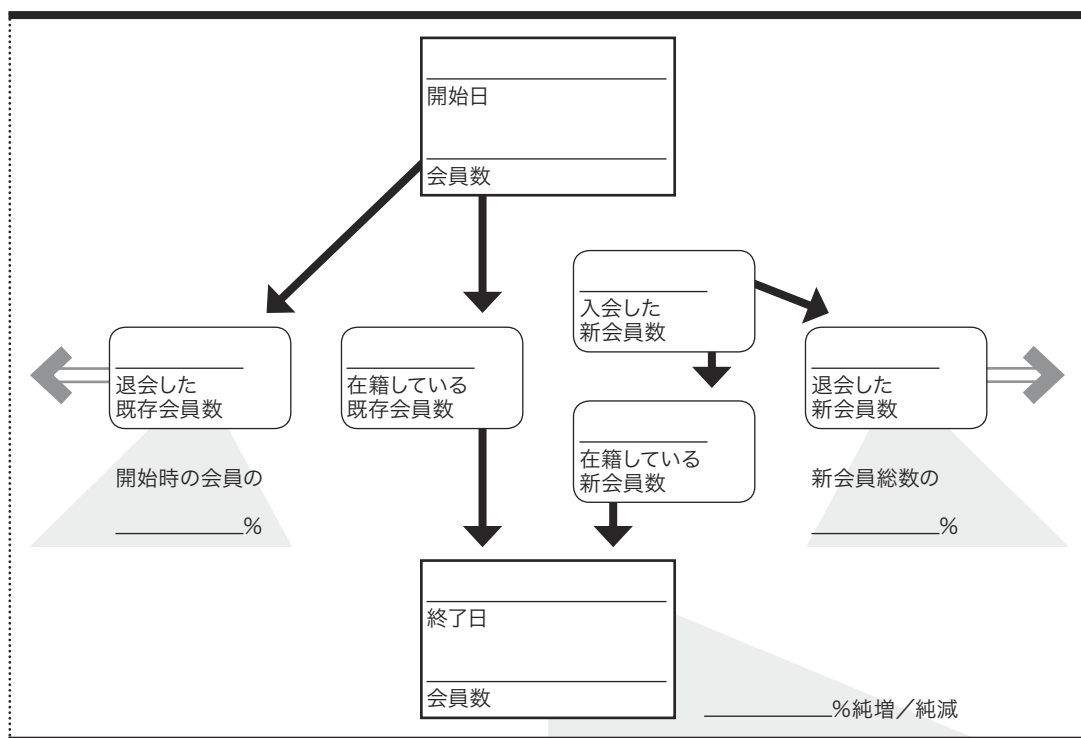 開始日
会員数
入会した
新会員数
退会した
既存会員数
在籍している
既存会員数
退会した
新会員数
在籍している
新会員数
開始時の会員の
%
新会員総数の
%
終了日
会員数
%純増／純減